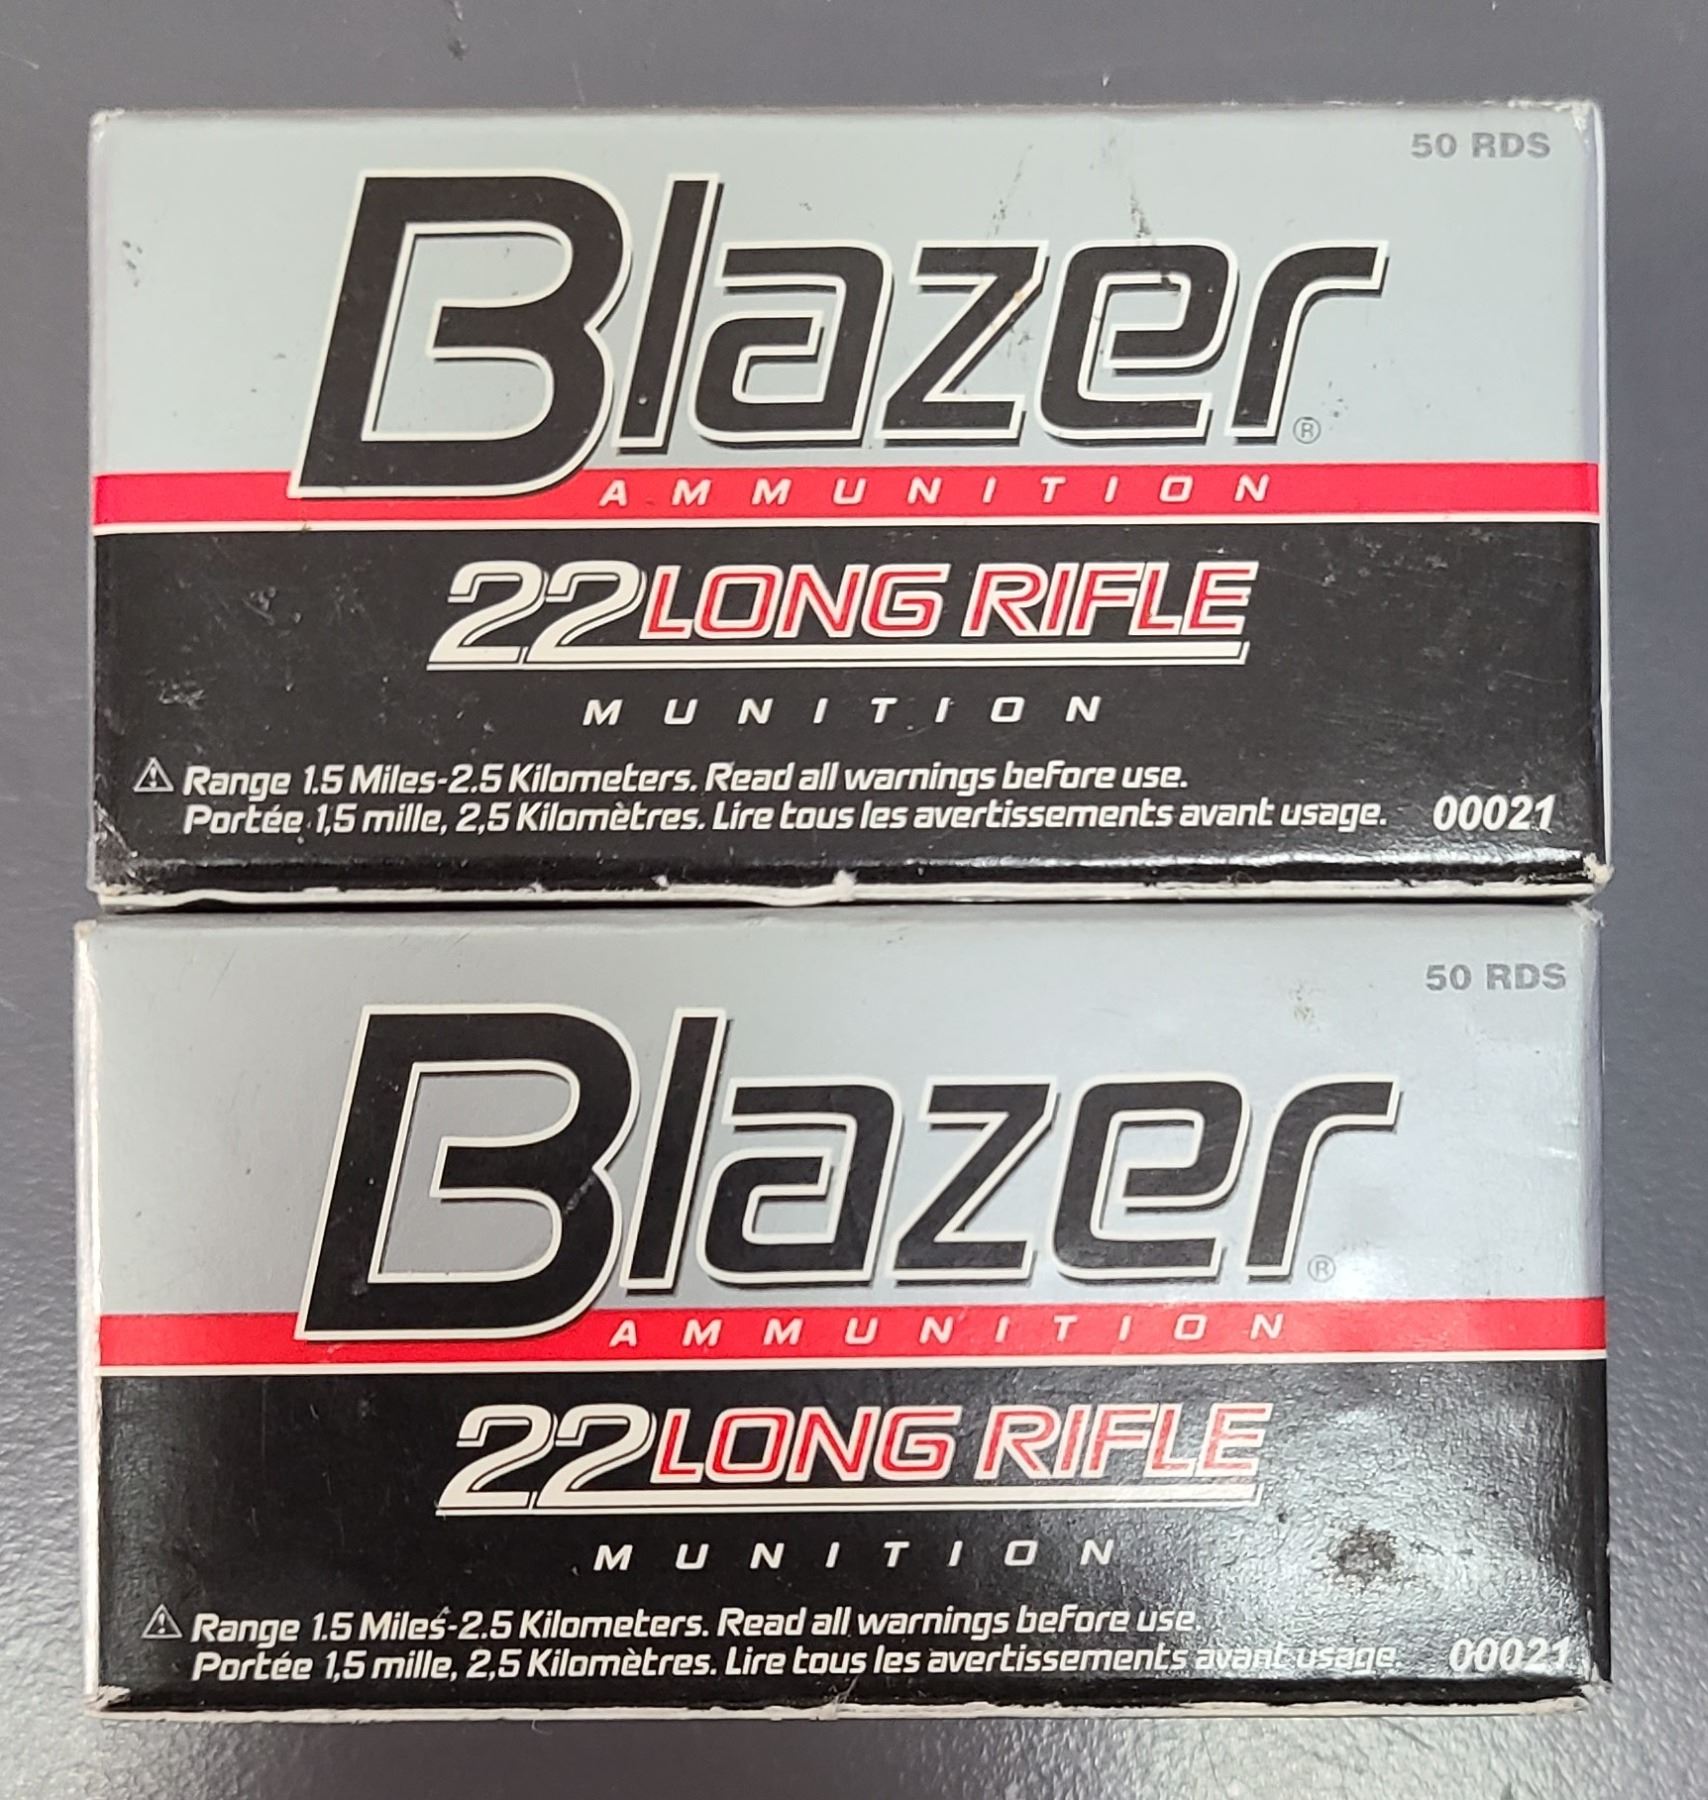 50 RDS
Blazer®
AMMUNITION
22 LONG RIFLE
MUNITION
⚠ Range 1.5 Miles-2.5 Kilometers. Read all warnings before use.
Portée 1,5 mille, 2,5 Kilomètres. Lire tous les avertissements avant usage. 00021
50 RDS
Blazer®
AMMUNITION
22 LONG RIFLE
MUNITION
⚠ Range 1.5 Miles-2.5 Kilometers. Read all warnings before use.
Portée 1,5 mille, 2,5 Kilomètres. Lire tous les avertissements avant usage. 00021